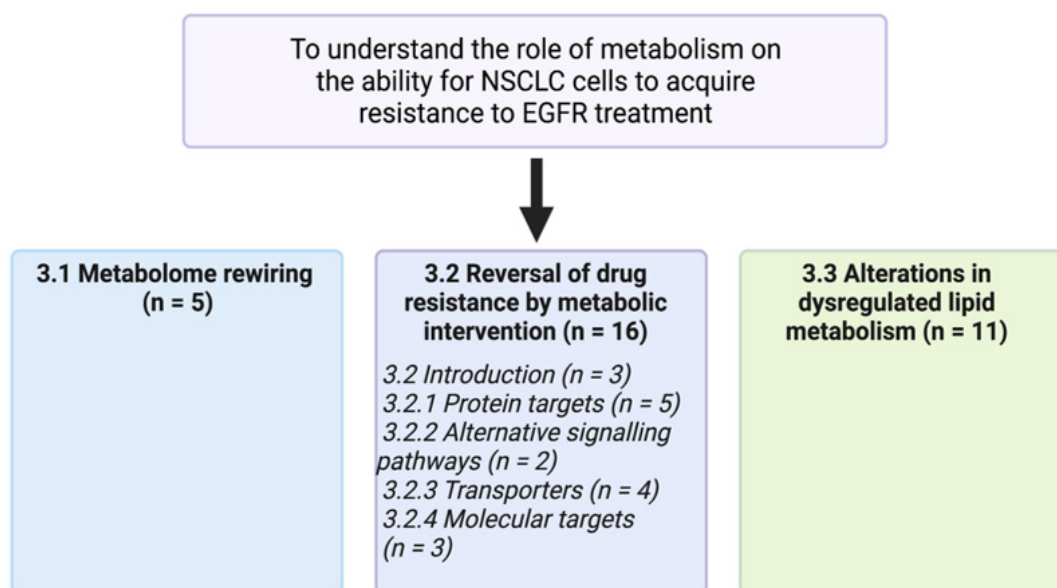 To understand the role of metabolism on
the ability for NSCLC cells to acquire
resistance to EGFR treatment
3.1 Metabolome rewiring
(n = 5)
3.2 Reversal of drug
resistance by metabolic
intervention (n = 16)
3.2 Introduction (n = 3)
3.2.1 Protein targets (n = 5)
3.2.2 Alternative signalling
pathways (n = 2)
3.2.3 Transporters (n = 4)
3.2.4 Molecular targets
(n = 3)
3.3 Alterations in
dysregulated lipid
metabolism (n = 11)